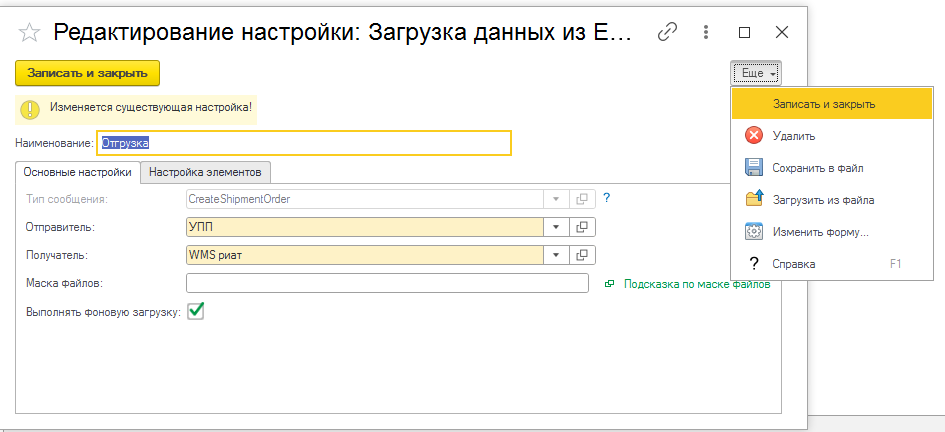 Редактирование настройки: Загрузка данных из Е...
Записать и закрыть
Еще
Изменяется существующая настройка!
Записать и закрыть
Удалить
Сохранить в файл
Загрузить из файла
Изменить форму...
? Справка F1
Наименование: Отгрузка
Основные настройки Настройка элементов
Тип сообщения: CreateShipmentOrder ?
Отправитель: УПП
Получатель: WMS риат
Маска файлов: Подсказка по маске файлов
Выполнять фоновую загрузку: